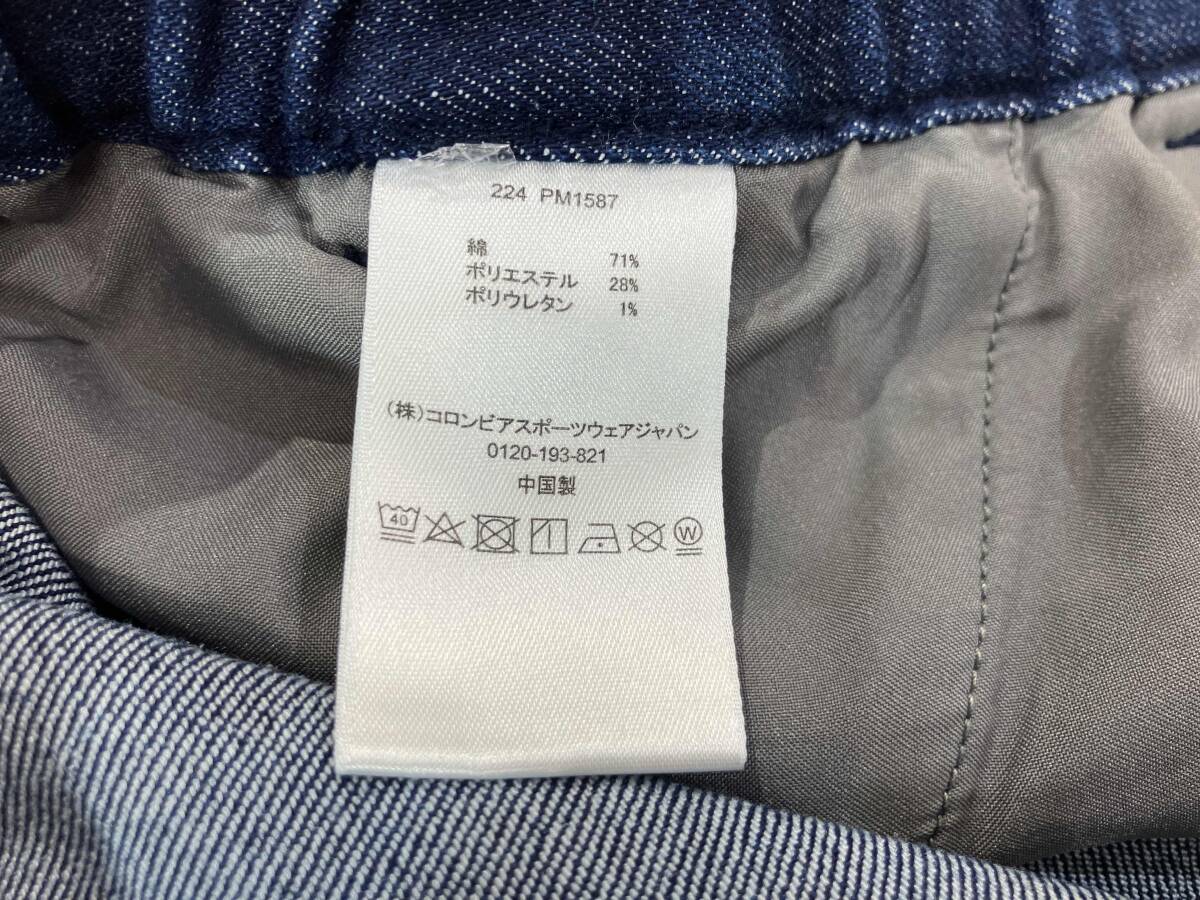 224 PM1587
綿 71%
ポリエステル 28%
ポリウレタン 1%
(株)コロンビアスポーツウェアジャパン
0120-193-821
中国製
40 W